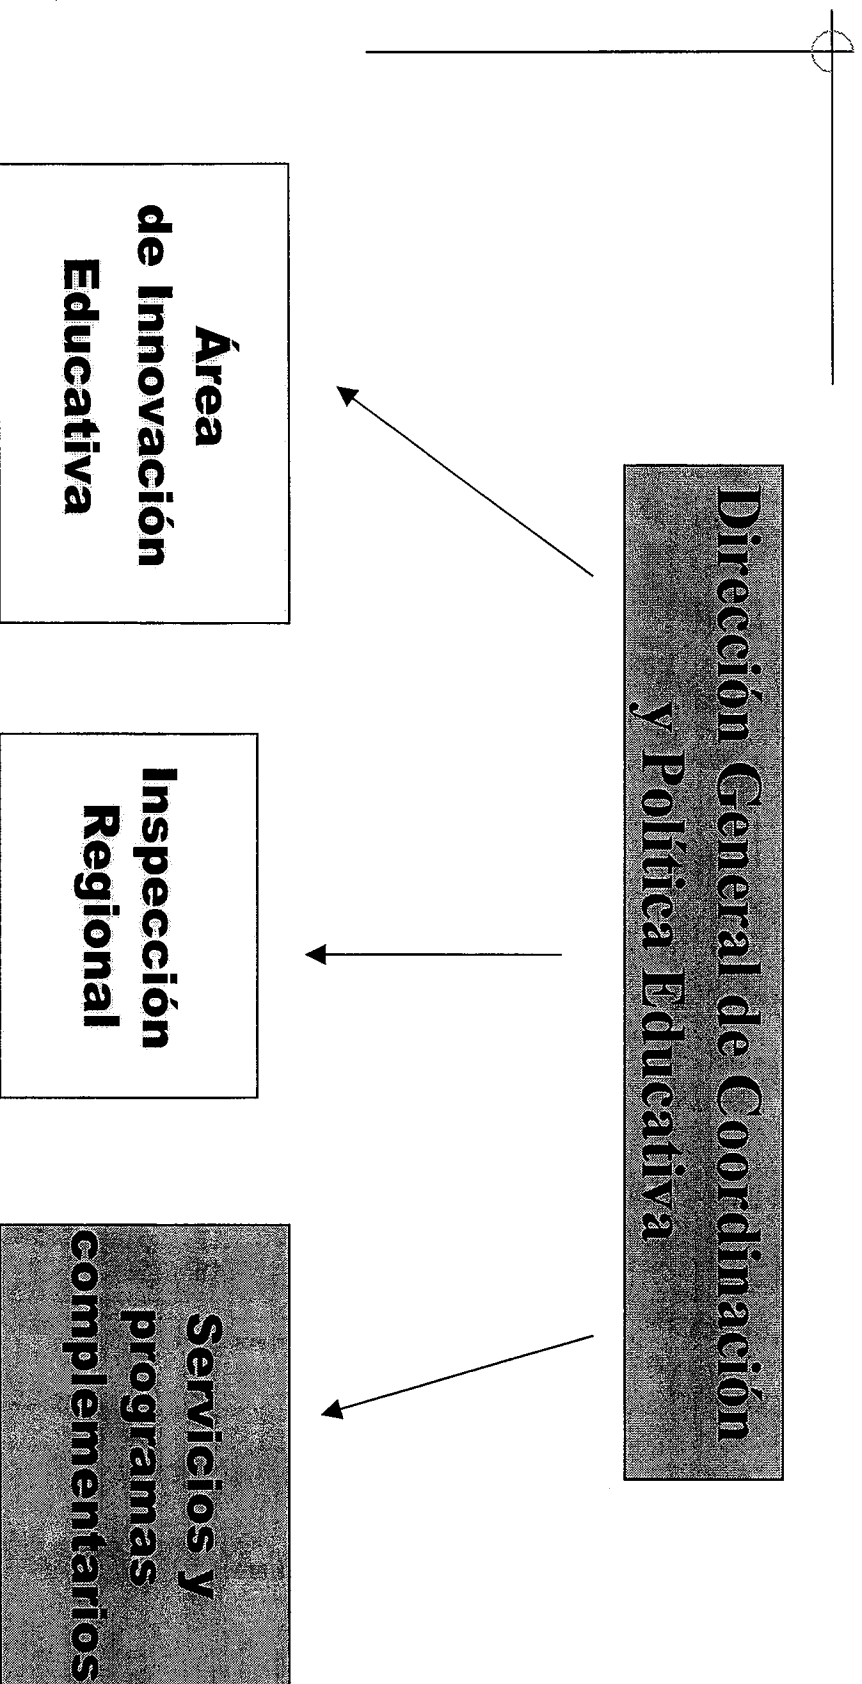 Dirección General de Coordinación
y Política Educativa
Área
de Innovación
Educativa
Inspección
Regional
Servicios y
programas
complementarios